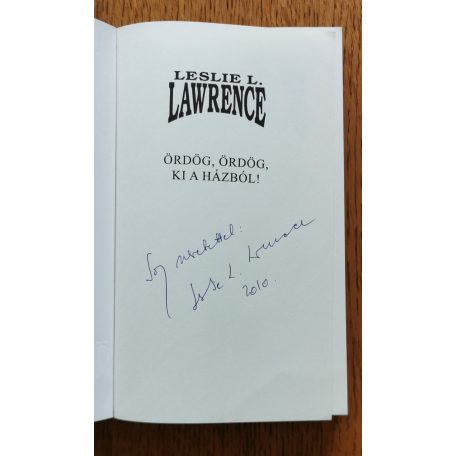 LESLIE L.
LAWRENCE
ÖRDÖG, ÖRDÖG,
KI A HÁZBÓL!
Sok szeretettel:
Leslie L. Lawrence
2010.